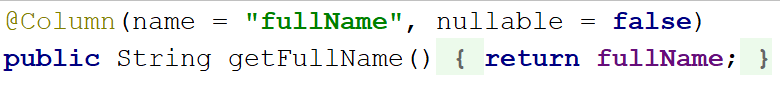 @Column(name = "fullName", nullable = false)
public String getFullName() { return fullName; }